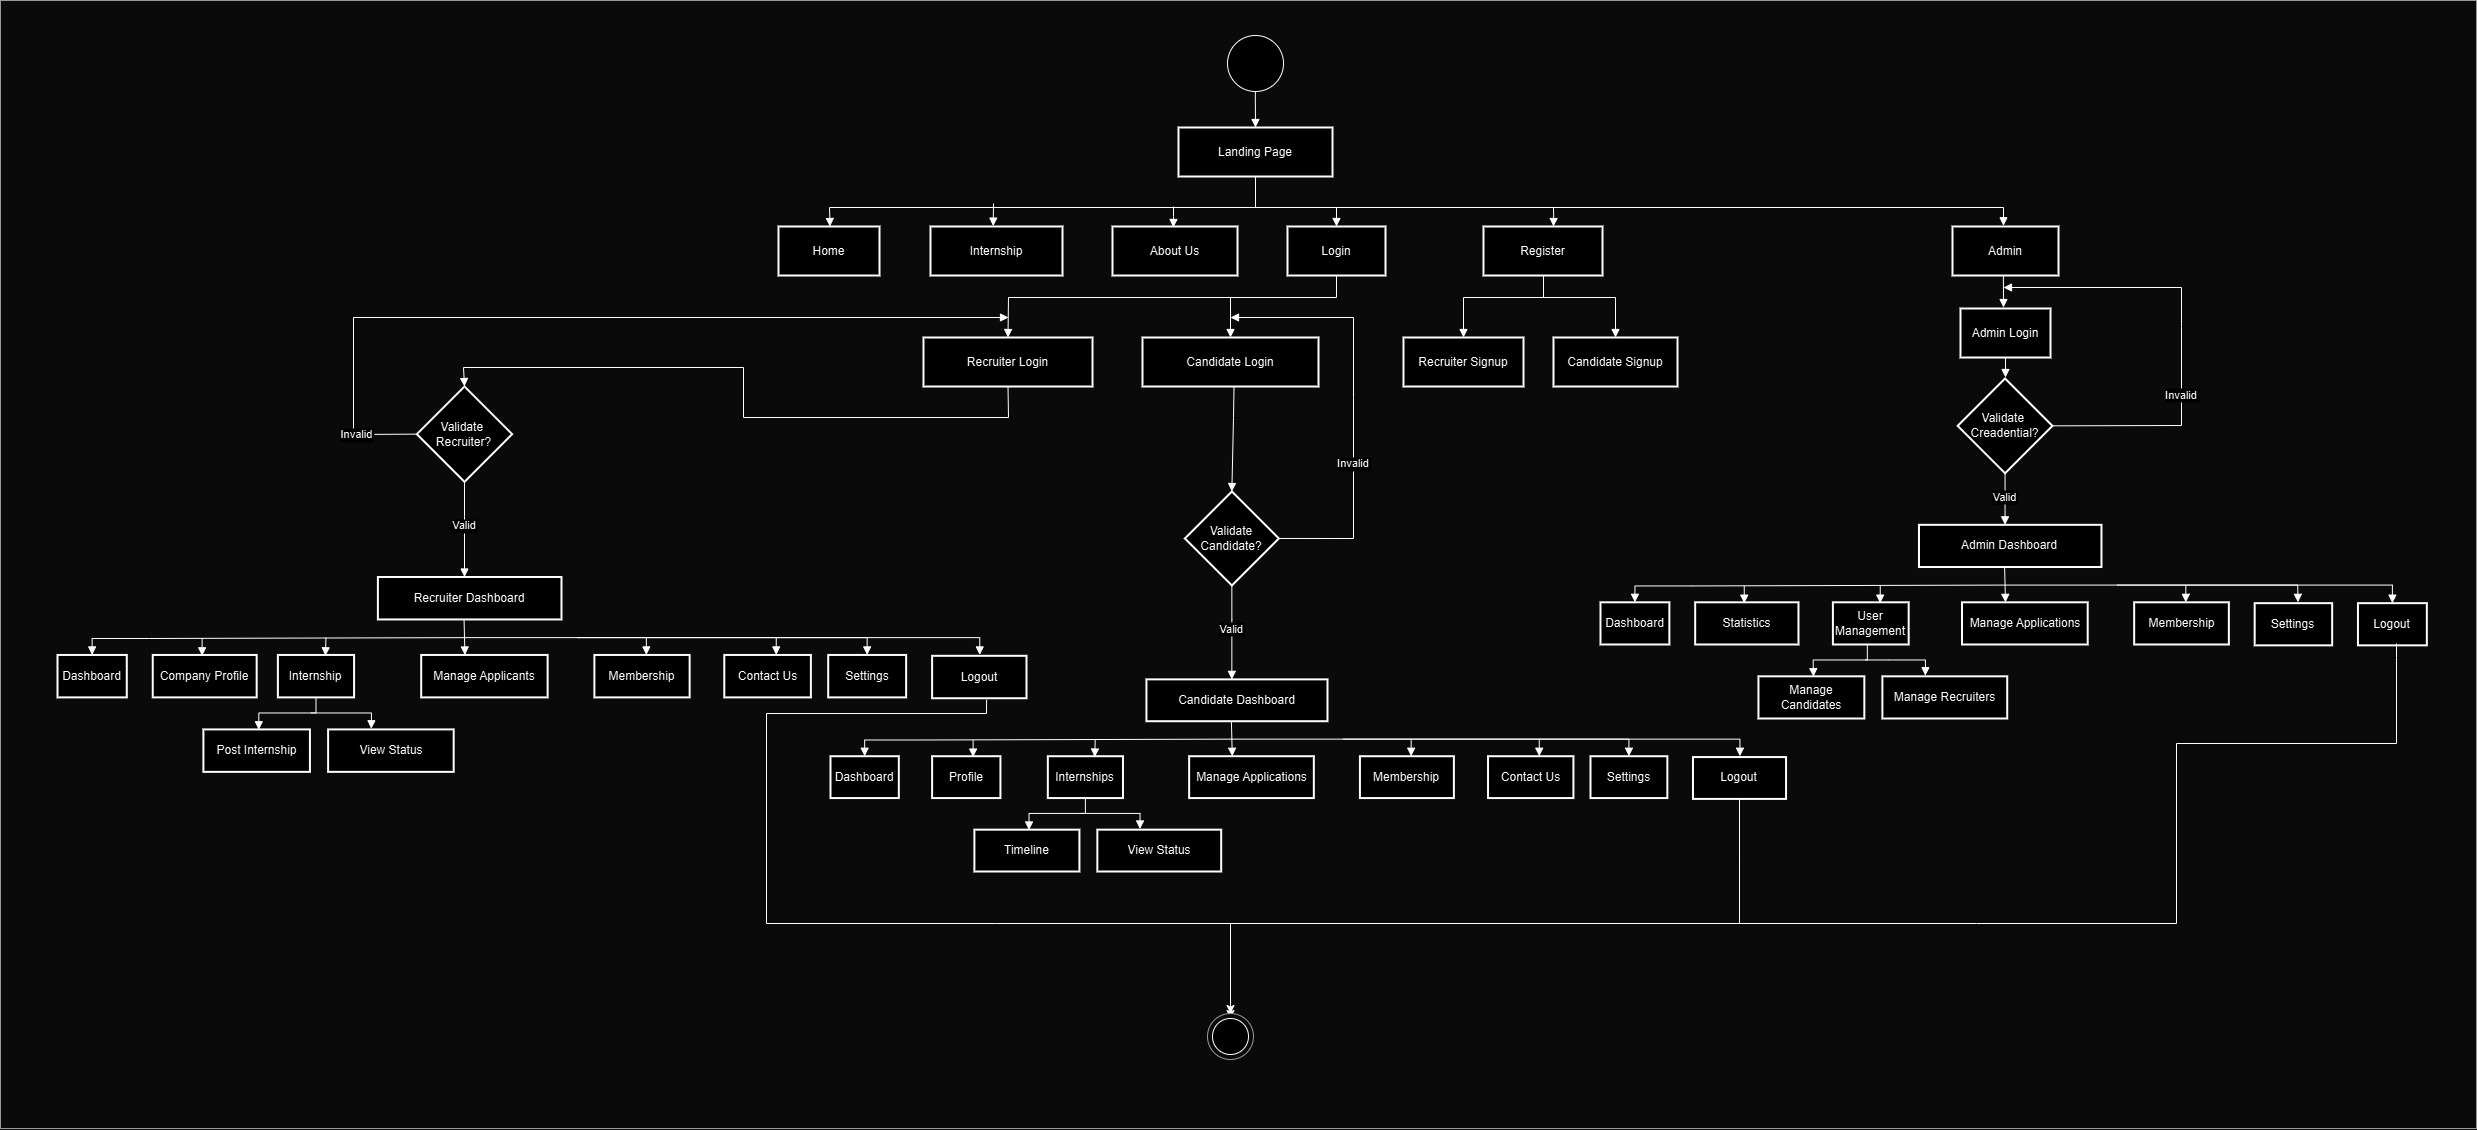 Landing Page
Home
Internship
About Us
Login
Register
Admin
Recruiter Login
Candidate Login
Recruiter Signup
Candidate Signup
Admin Login
Invalid
Validate
Recruiter?
Invalid
Validate
Creadential?
Invalid
Valid
Valid
Validate
Candidate?
Admin Dashboard
Recruiter Dashboard
Valid
Dashboard
Statistics
User
Management
Manage Applications
Membership
Settings
Logout
Dashboard
Company Profile
Internship
Manage Applicants
Membership
Contact Us
Settings
Logout
Candidate Dashboard
Manage
Candidates
Manage Recruiters
Post Internship
View Status
Dashboard
Profile
Internships
Manage Applications
Membership
Contact Us
Settings
Logout
Timeline
View Status